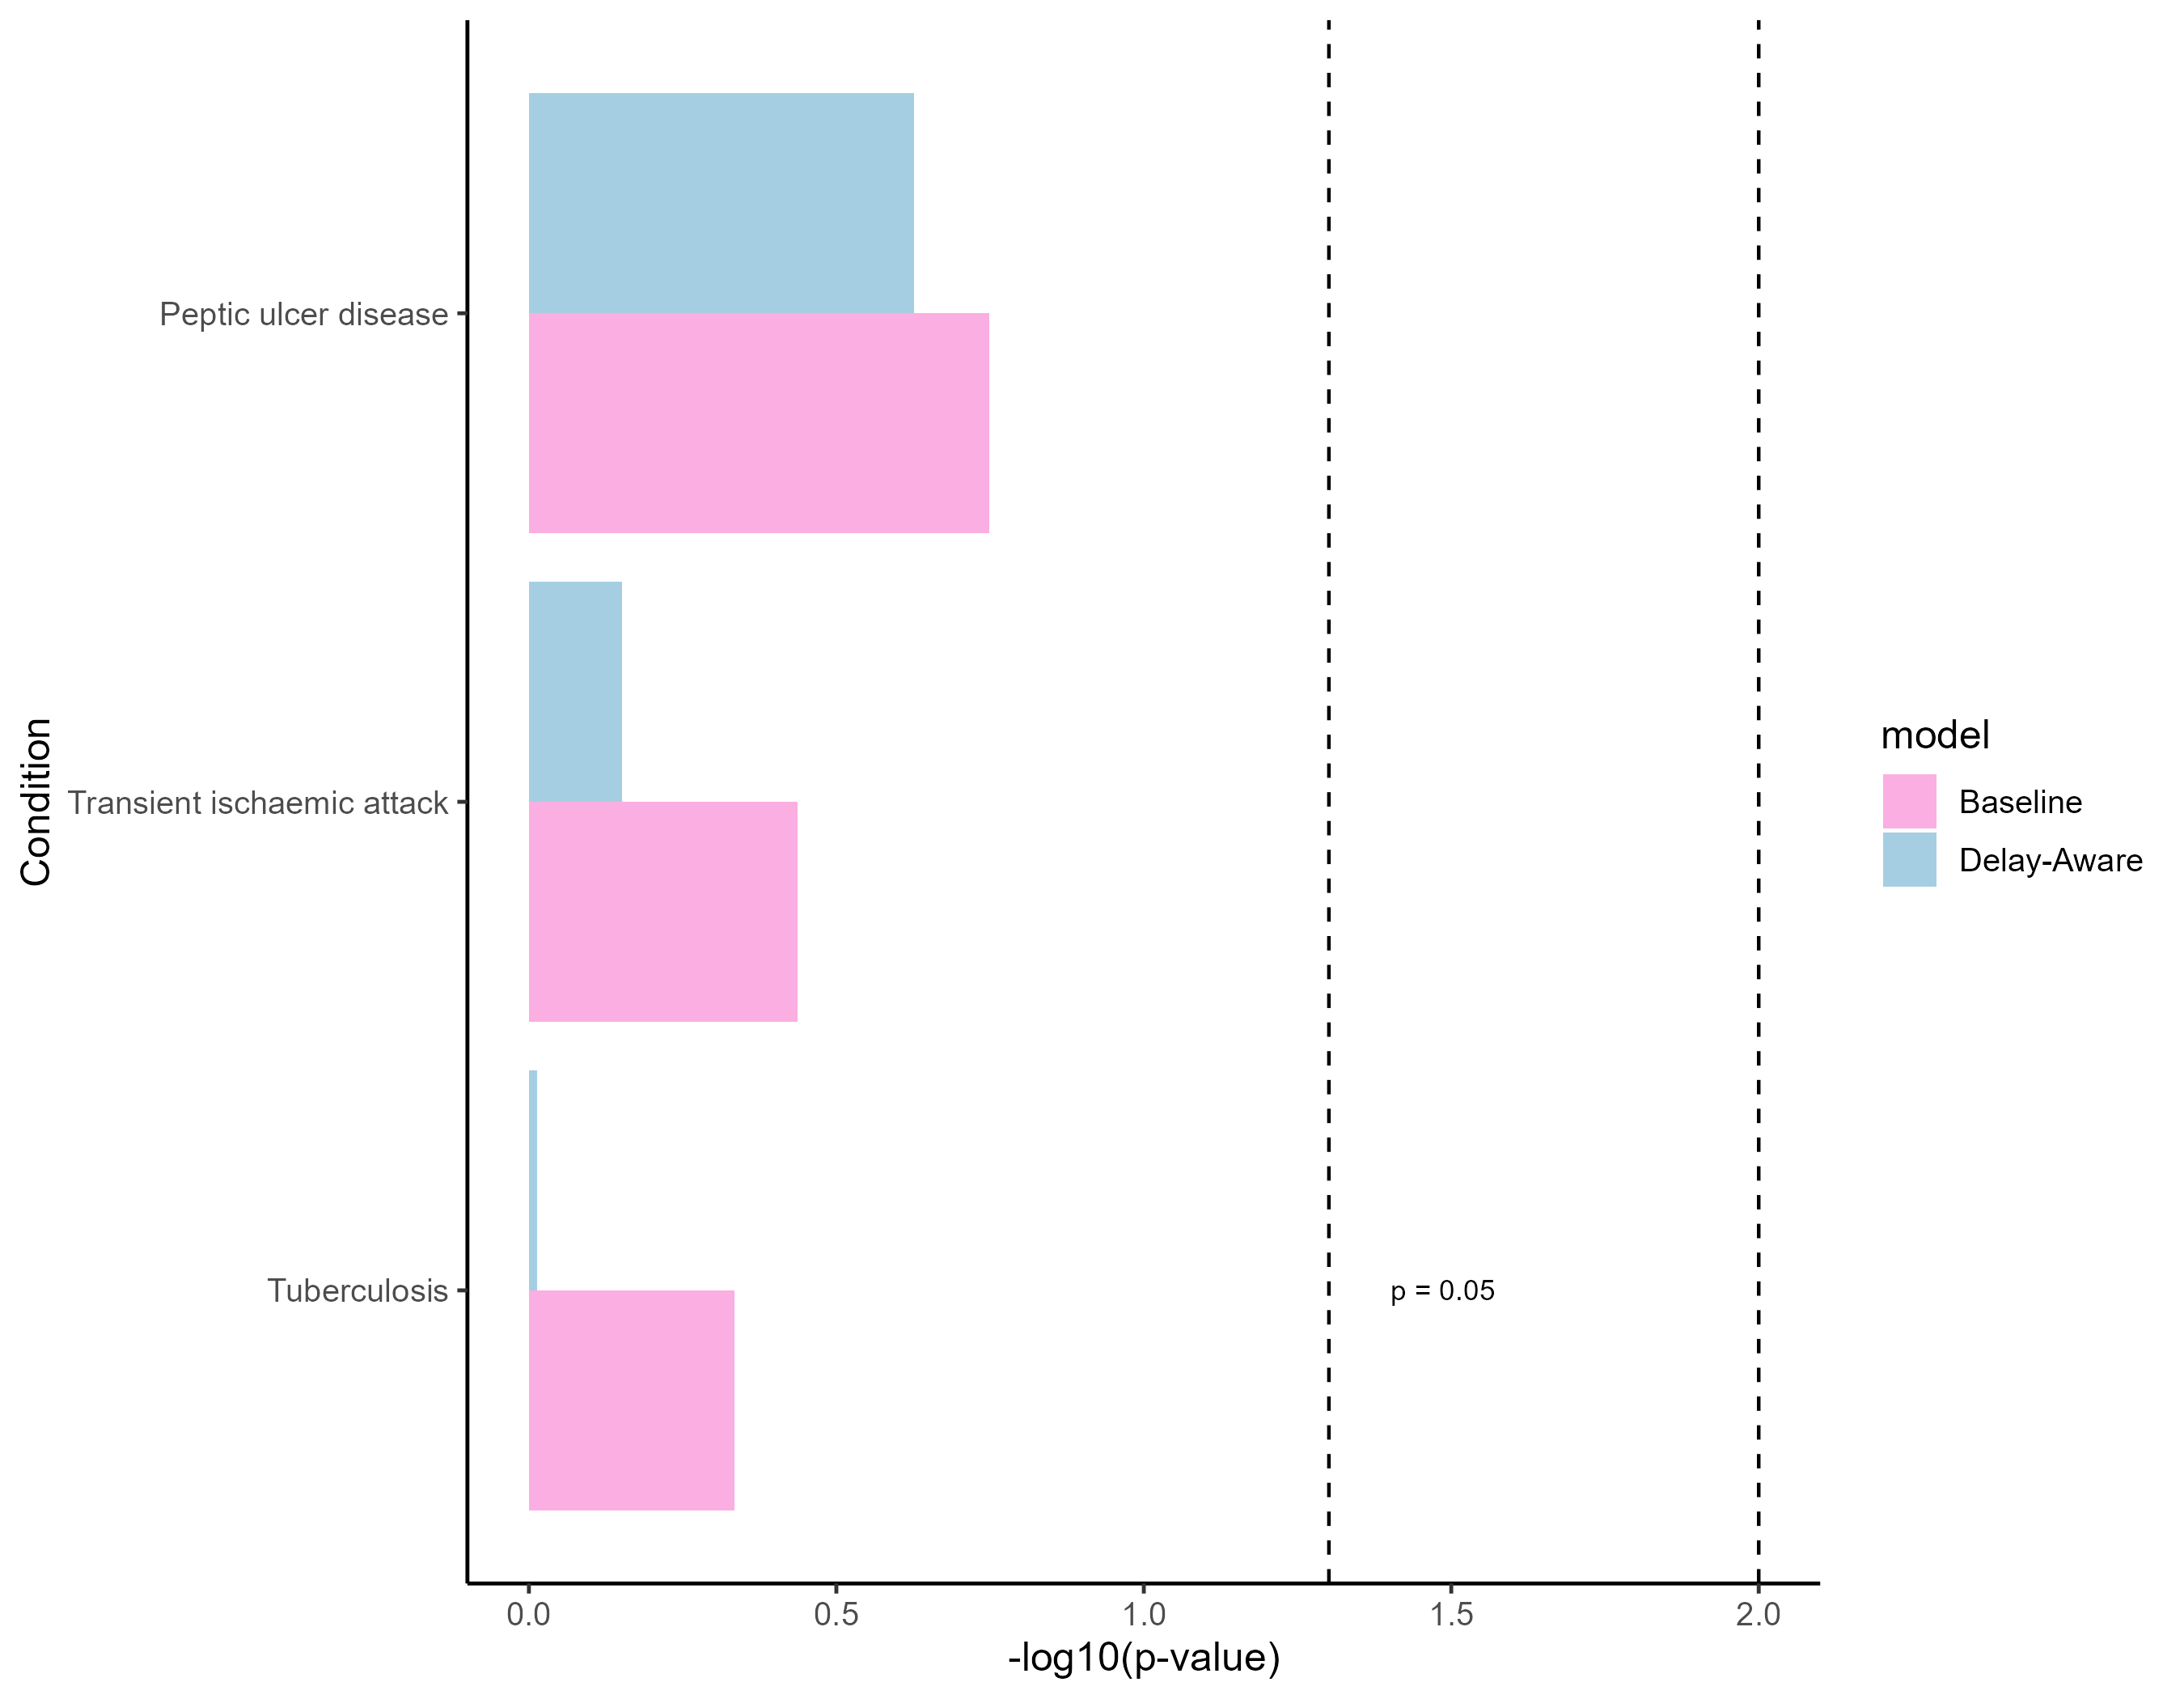 Condition
Peptic ulcer disease
Transient ischaemic attack
Tuberculosis
p = 0.05
0.0 0.5 1.0 1.5 2.0
-log10(p-value)
model
Baseline
Delay-Aware